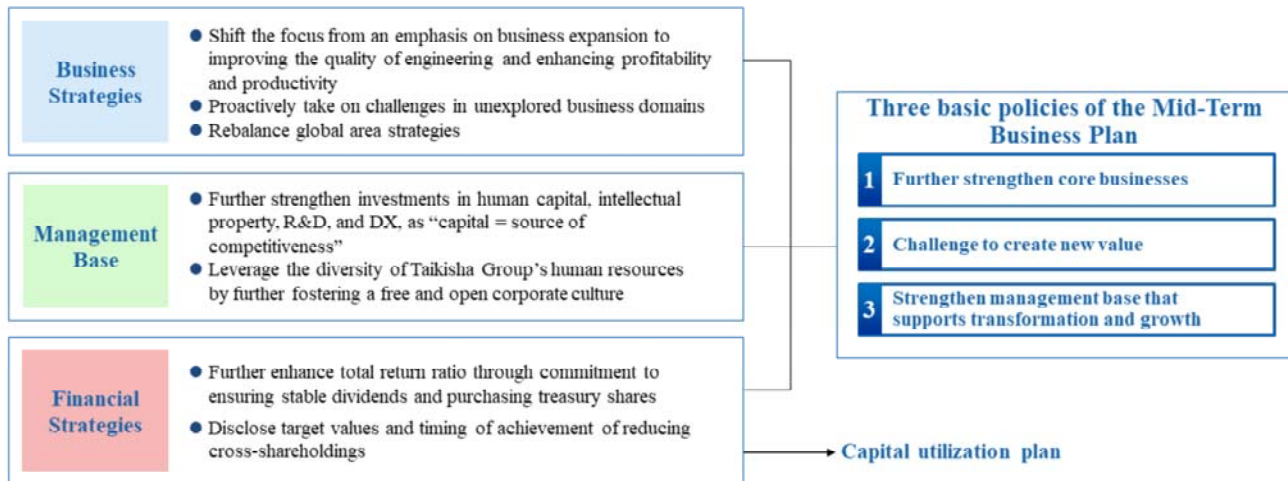 Business
Strategies
Shift the focus from an emphasis on business expansion to
improving the quality of engineering and enhancing profitability
and productivity
Proactively take on challenges in unexplored business domains
Rebalance global area strategies
Management
Base
Further strengthen investments in human capital, intellectual
property, R&D, and DX, as “capital = source of
competitiveness”
Leverage the diversity of Taikisha Group’s human resources
by further fostering a free and open corporate culture
Financial
Strategies
Further enhance total return ratio through commitment to
ensuring stable dividends and purchasing treasury shares
Disclose target values and timing of achievement of reducing
cross-shareholdings
Three basic policies of the Mid-Term
Business Plan
1 Further strengthen core businesses
2 Challenge to create new value
3 Strengthen management base that
supports transformation and growth
Capital utilization plan